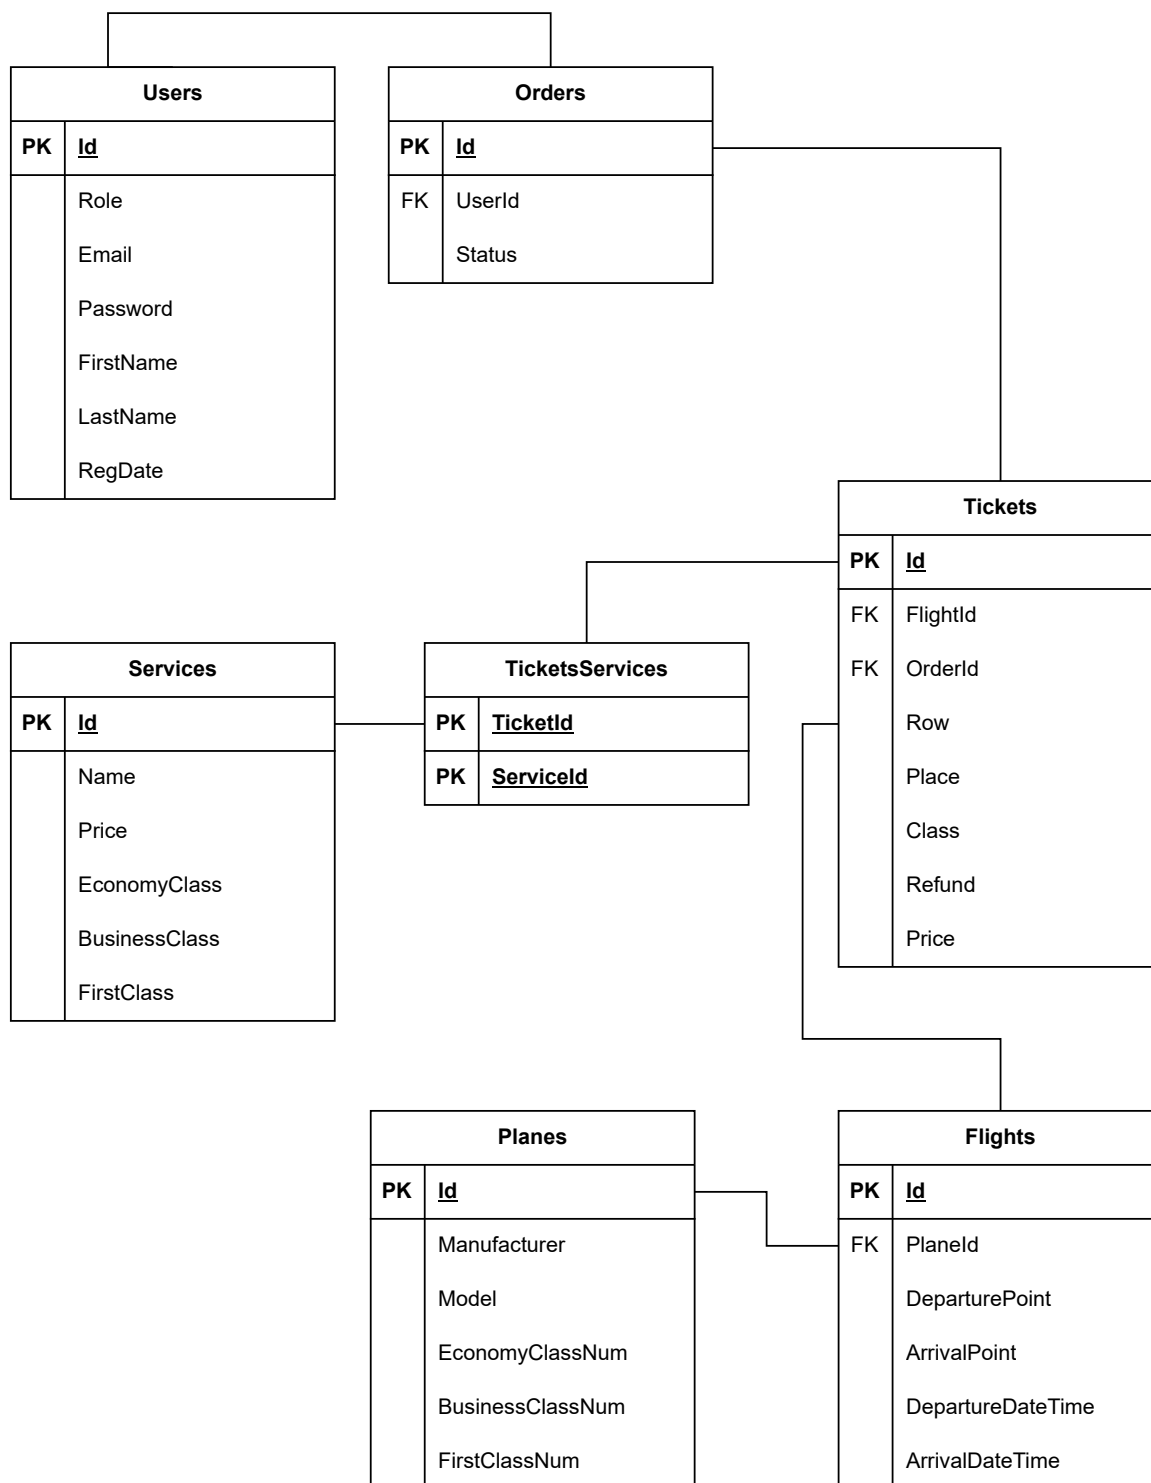 Users
PK Id
Role
Email
Password
FirstName
LastName
RegDate
Orders
PK Id
FK UserId
Status
Tickets
PK Id
FK FlightId
FK OrderId
Row
Place
Class
Refund
Price
Services
PK Id
Name
Price
EconomyClass
BusinessClass
FirstClass
TicketsServices
PK TicketId
PK ServiceId
Planes
PK Id
Manufacturer
Model
EconomyClassNum
BusinessClassNum
FirstClassNum
Flights
PK Id
FK PlaneId
DeparturePoint
ArrivalPoint
DepartureDateTime
ArrivalDateTime